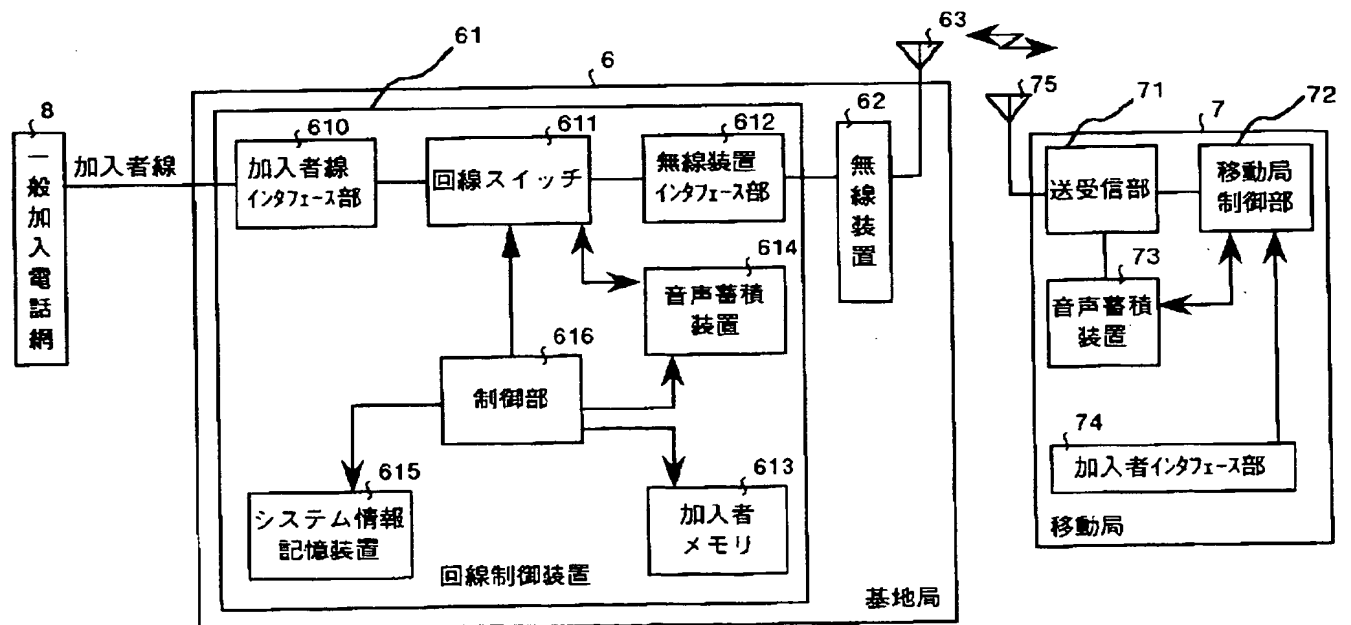 8
一般加入電話網
加入者線
61
6
610
加入者線
インタフェース部
611
回線スイッチ
612
無線装置
インタフェース部
62
無線装置
63
614
音声蓄積
装置
616
制御部
615
システム情報
記憶装置
613
加入者
メモリ
回線制御装置
基地局
75
71
送受信部
7
72
移動局
制御部
73
音声蓄積
装置
74
加入者インタフェース部
移動局